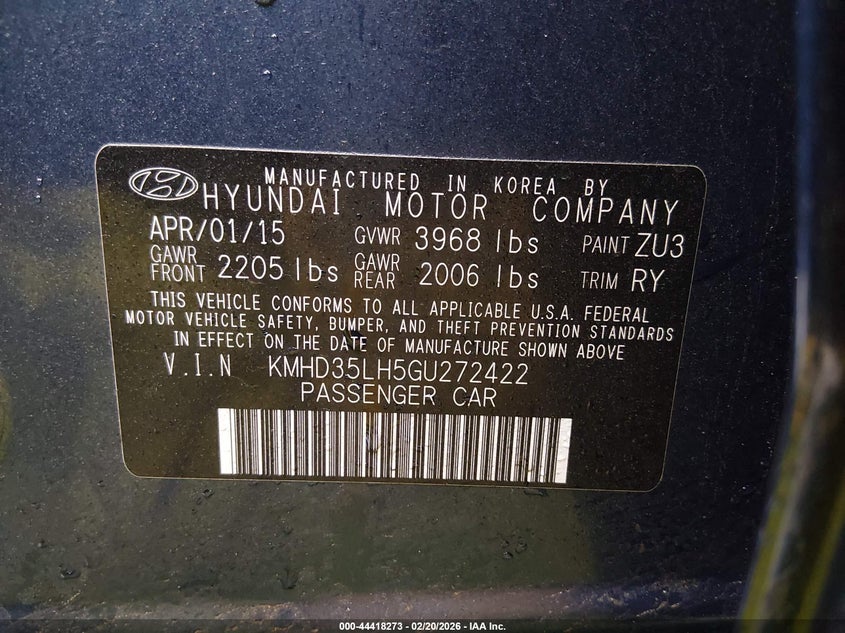 MANUFACTURED IN KOREA BY
HYUNDAI MOTOR COMPANY
APR/01/15 GVWR 3968 lbs PAINT ZU3
GAWR FRONT 2205 lbs GAWR REAR 2006 lbs TRIM RY
THIS VEHICLE CONFORMS TO ALL APPLICABLE U.S.A. FEDERAL
MOTOR VEHICLE SAFETY, BUMPER, AND THEFT PREVENTION STANDARDS
IN EFFECT ON THE DATE OF MANUFACTURE SHOWN ABOVE
V.I.N KMHD35LH5GU272422
PASSENGER CAR
000-44418273 - 02/20/2026 - IAA Inc.